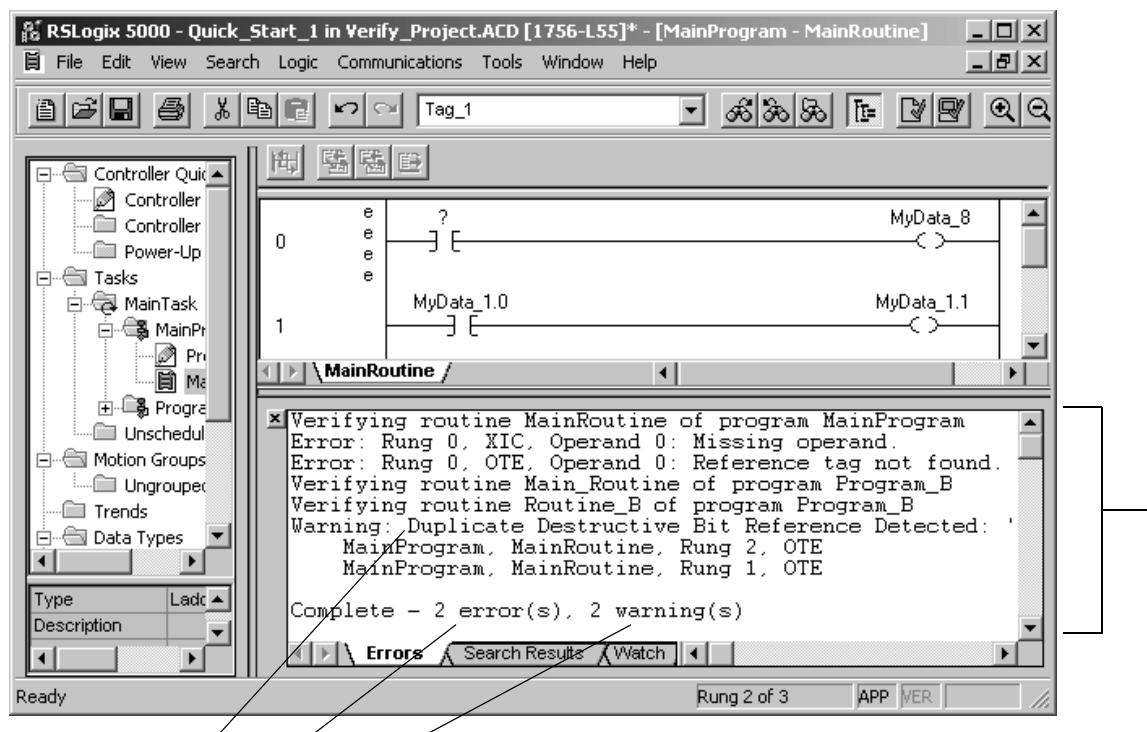 RSLogix 5000 - Quick_Start_1 in Verify_Project.ACD [1756-L55]* - [MainProgram - MainRoutine]
File Edit View Search Logic Communications Tools Window Help
Tag_1
Controller Quic
Controller
Controller
Power-Up
Tasks
MainTask
MainPr
Pr
Ma
Progra
Unschedul
Motion Groups
Ungrouped
Trends
Data Types
Type Ladd
Description
e
e
e
e
0
?
MyData_8
1
MyData_1.0
MyData_1.1
MainRoutine
Verifying routine MainRoutine of program MainProgram
Error: Rung 0, XIC, Operand 0: Missing operand.
Error: Rung 0, OTE, Operand 0: Reference tag not found.
Verifying routine Main_Routine of program Program_B
Verifying routine Routine_B of program Program_B
Warning: Duplicate Destructive Bit Reference Detected: '
MainProgram, MainRoutine, Rung 2, OTE
MainProgram, MainRoutine, Rung 1, OTE
Complete - 2 error(s), 2 warning(s)
Errors Search Results Watch
Ready
Rung 2 of 3 APP VER